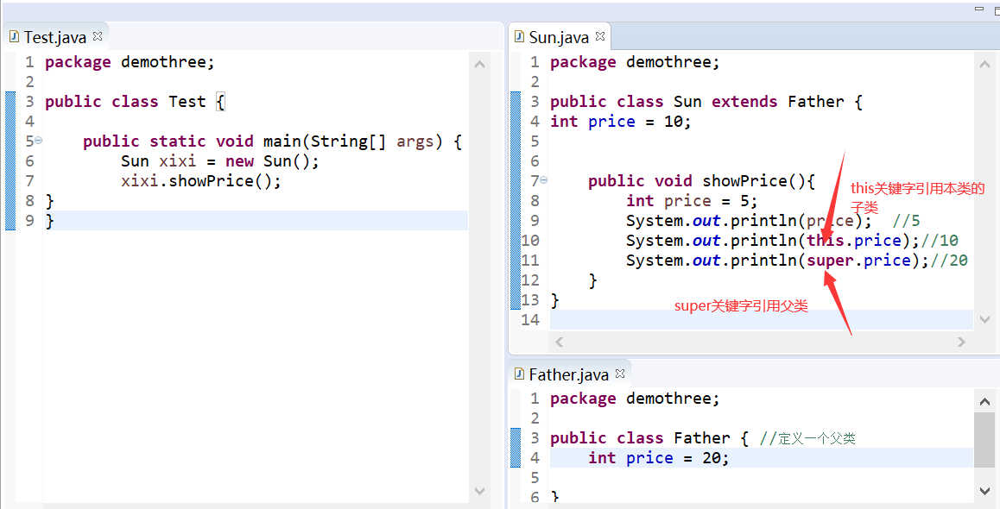 Test.java
1 package demothree;
2
3 public class Test {
4
5     public static void main(String[] args) {
6         Sun xixi = new Sun();
7         xixi.showPrice();
8 }
9 }
Sun.java
1 package demothree;
2
3 public class Sun extends Father {
4 int price = 10;
5
6
7     public void showPrice(){
8         int price = 5;
9         System.out.println(price);  //5
10         System.out.println(this.price);//10
11         System.out.println(super.price);//20
12     }
13 }
14
this关键字引用本类的
子类
super关键字引用父类
Father.java
1 package demothree;
2
3 public class Father { //定义一个父类
4     int price = 20;
5
6 }